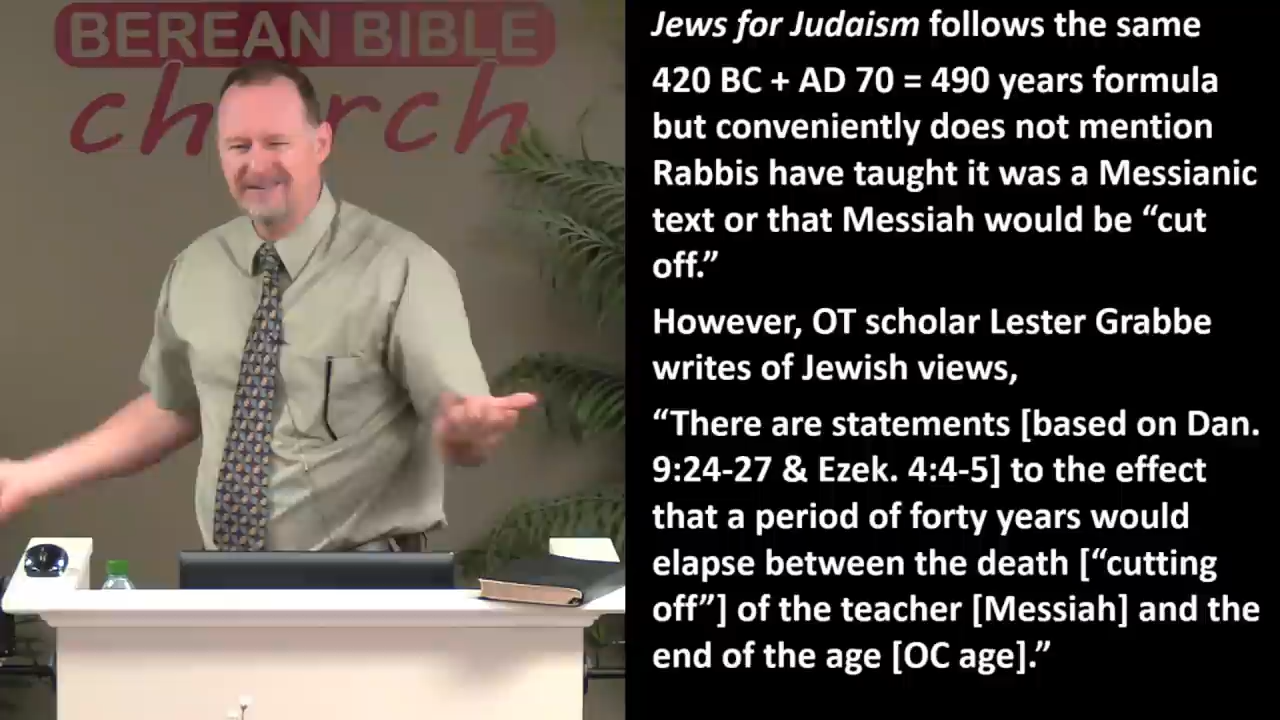 BEREAN BIBLE
church
Jews for Judaism follows the same
420 BC + AD 70 = 490 years formula
but conveniently does not mention
Rabbis have taught it was a Messianic
text or that Messiah would be “cut
off.”
However, OT scholar Lester Grabbe
writes of Jewish views,
“There are statements [based on Dan.
9:24-27 & Ezek. 4:4-5] to the effect
that a period of forty years would
elapse between the death [“cutting
off”] of the teacher [Messiah] and the
end of the age [OC age].”